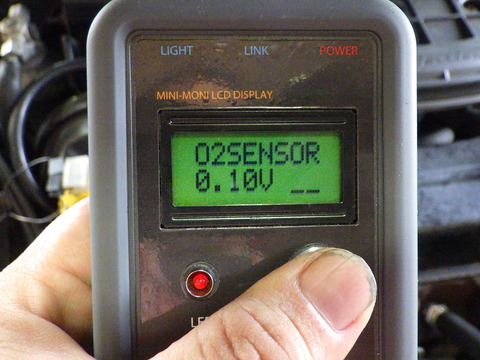 LIGHT LINK POWER
MINI-MONI LCD DISPLAY
O2SENSOR
0.10V __